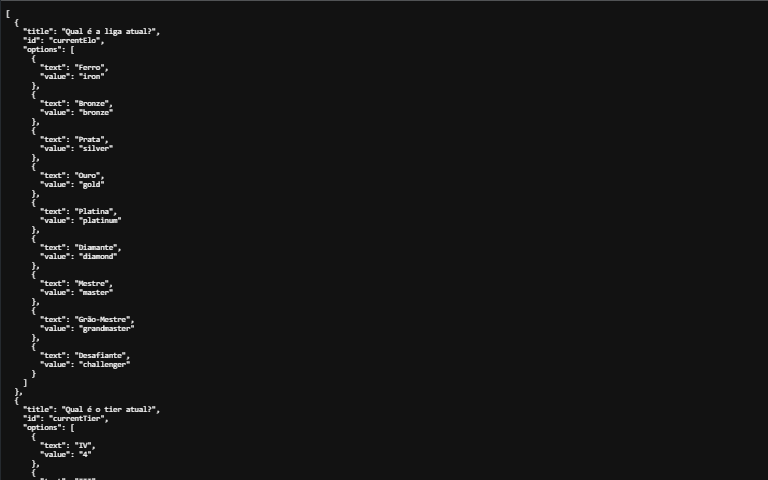 [
  {
    "title": "Qual é a liga atual?",
    "id": "currentElo",
    "options": [
      {
        "text": "Ferro",
        "value": "iron"
      },
      {
        "text": "Bronze",
        "value": "bronze"
      },
      {
        "text": "Prata",
        "value": "silver"
      },
      {
        "text": "Ouro",
        "value": "gold"
      },
      {
        "text": "Platina",
        "value": "platinum"
      },
      {
        "text": "Diamante",
        "value": "diamond"
      },
      {
        "text": "Mestre",
        "value": "master"
      },
      {
        "text": "Grão-Mestre",
        "value": "grandmaster"
      },
      {
        "text": "Desafiante",
        "value": "challenger"
      }
    ]
  },
  {
    "title": "Qual é o tier atual?",
    "id": "currentTier",
    "options": [
      {
        "text": "IV",
        "value": "4"
      },
      {